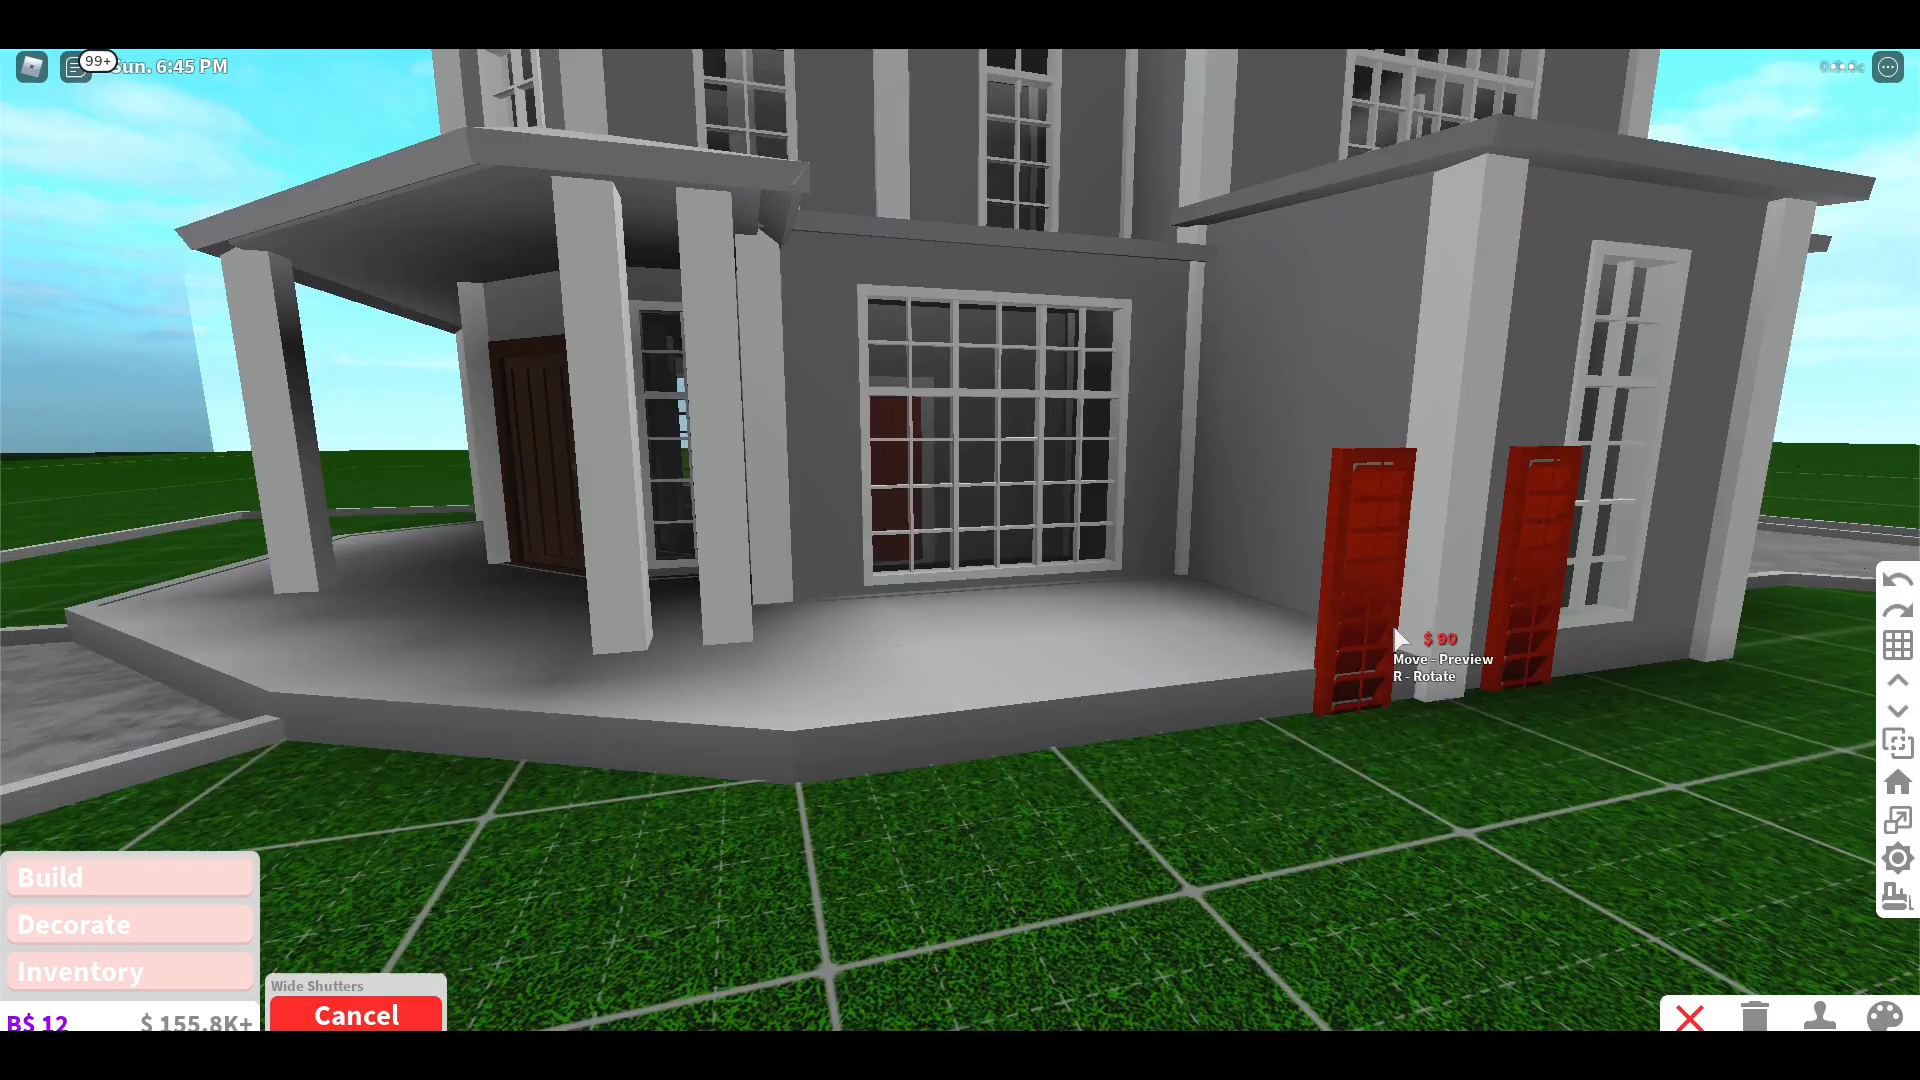 99+
Sun. 6:45 PM
$ 90
Move - Preview
R - Rotate
Build
Decorate
Inventory
Wide Shutters
Cancel
B$ 12
$ 155.8K+